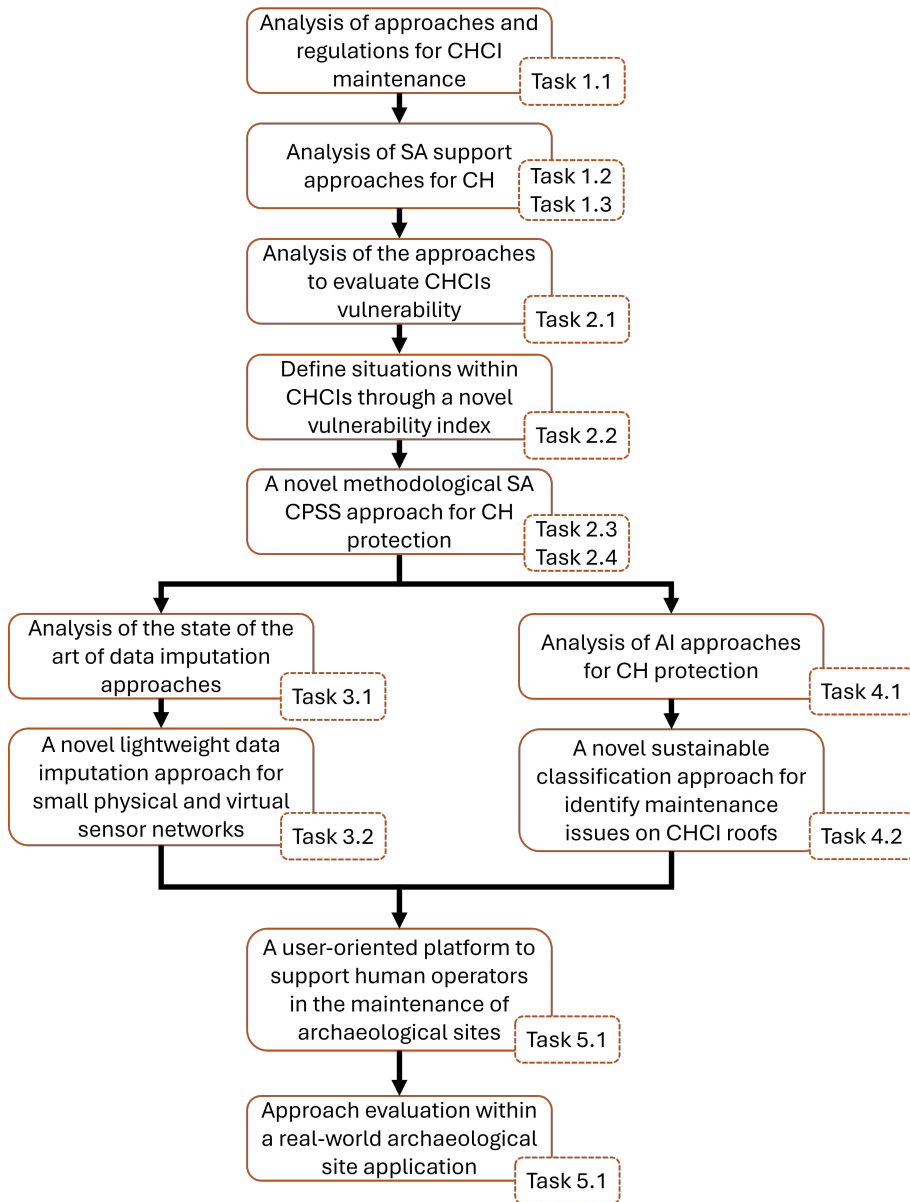 Analysis of approaches and
regulations for CHCI
maintenance
Task 1.1
Analysis of SA support
approaches for CH
Task 1.2
Task 1.3
Analysis of the approaches
to evaluate CHCIs
vulnerability
Task 2.1
Define situations within
CHCIs through a novel
vulnerability index
Task 2.2
A novel methodological SA
CPSS approach for CH
protection
Task 2.3
Task 2.4
Analysis of the state of the
art of data imputation
approaches
Task 3.1
Analysis of AI approaches
for CH protection
Task 4.1
A novel lightweight data
imputation approach for
small physical and virtual
sensor networks
Task 3.2
A novel sustainable
classification approach for
identify maintenance
issues on CHCI roofs
Task 4.2
A user-oriented platform to
support human operators
in the maintenance of
archaeological sites
Task 5.1
Approach evaluation within
a real-world archaeological
site application
Task 5.1